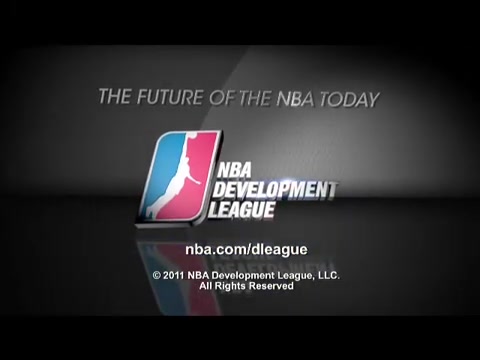 THE FUTURE OF THE NBA TODAY
NBA
DEVELOPMENT
LEAGUE
nba.com/dleague
© 2011 NBA Development League, LLC.
All Rights Reserved